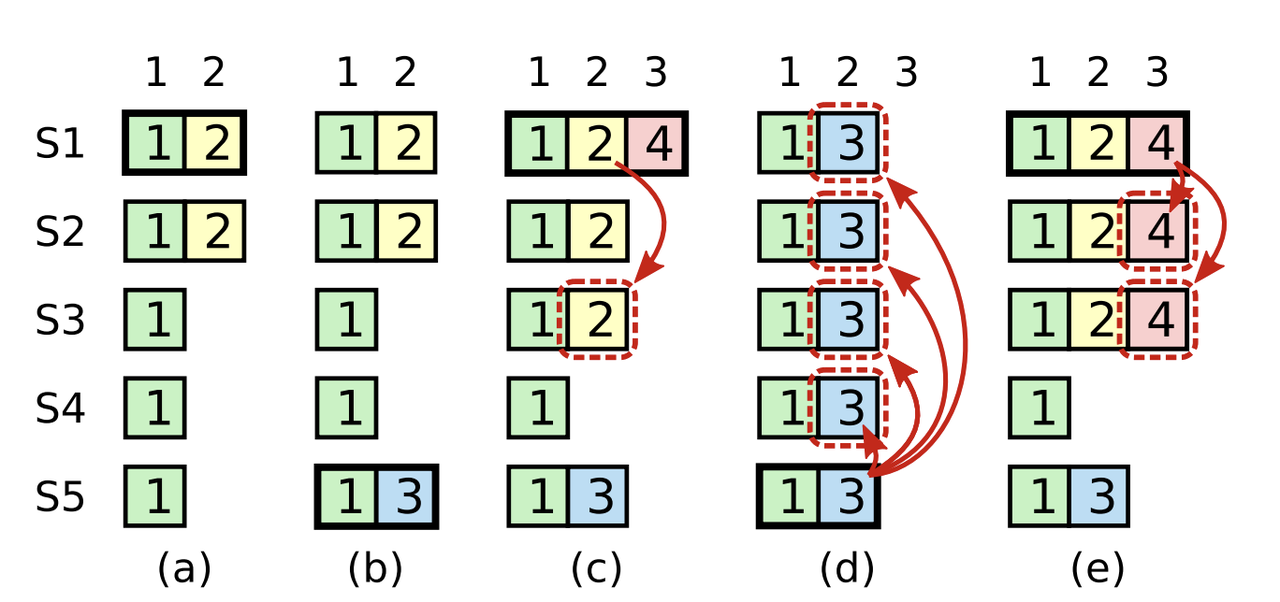 1 2 1 2 1 2 3 1 2 3 1 2 3
S1 1 2 1 2 1 2 4 1 3 1 2 4
S2 1 2 1 2 1 2 1 3 1 2 4
S3 1 1 1 2 1 3 1 2 4
S4 1 1 1 1 3 1
S5 1 1 3 1 3 1 3 1 3
(a) (b) (c) (d) (e)